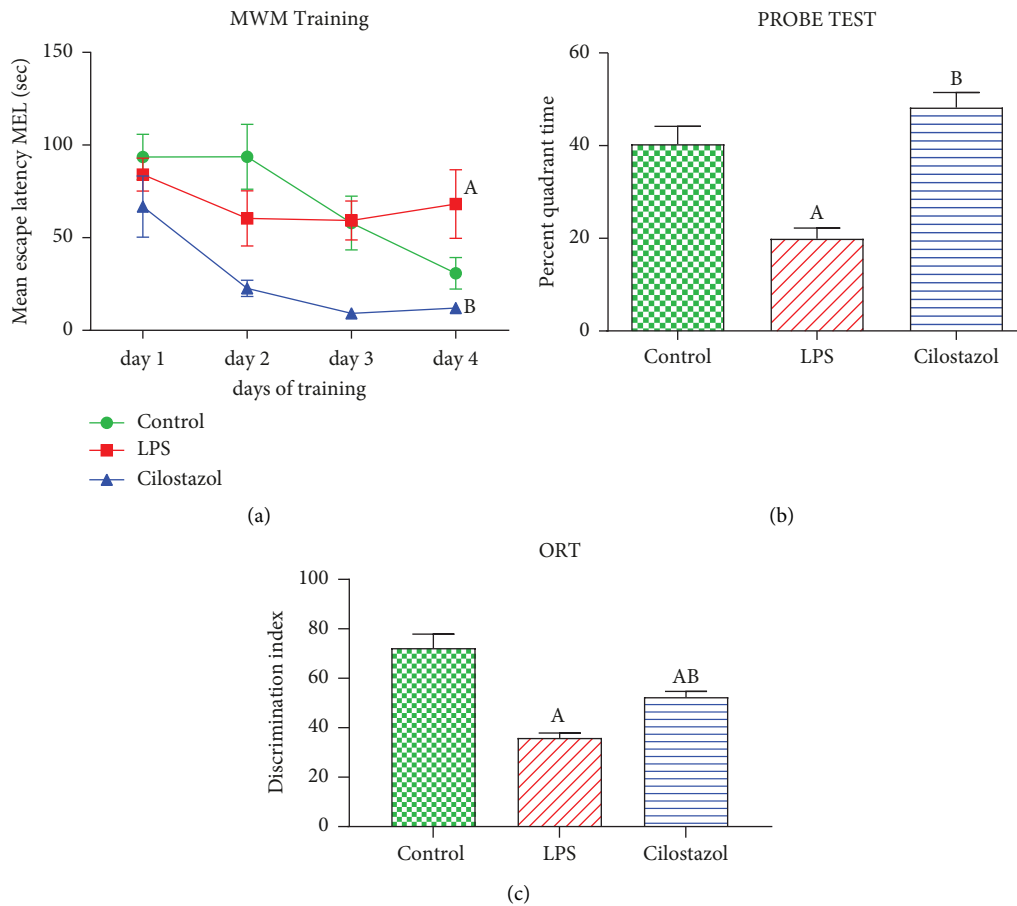 MWM Training
Mean escape latency MEL (sec)
150
100
50
0
A
B
day 1 day 2 day 3 day 4
days of training
Control
LPS
Cilostazol
(a)
PROBE TEST
Percent quadrant time
60
40
20
0
A
B
Control LPS Cilostazol
(b)
ORT
Discrimination index
100
80
60
40
20
0
A
AB
Control LPS Cilostazol
(c)